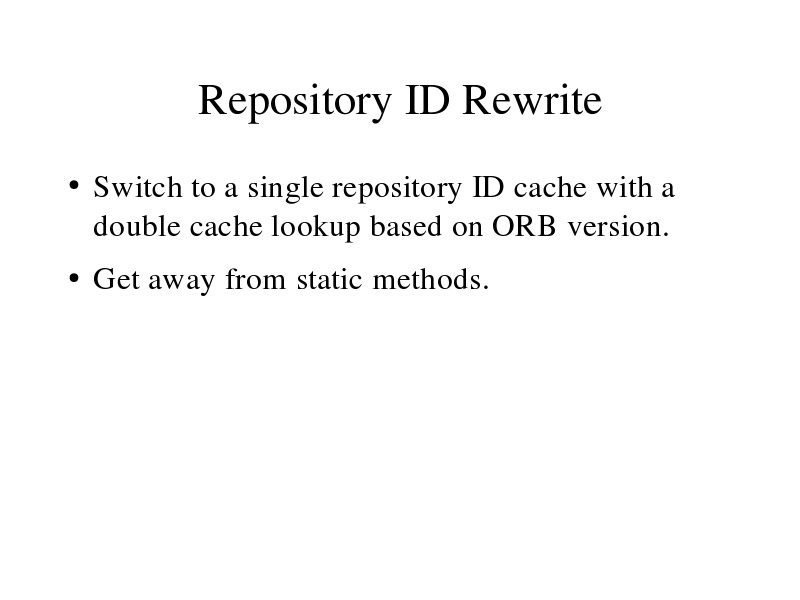 Repository ID Rewrite
• Switch to a single repository ID cache with a
double cache lookup based on ORB version.
• Get away from static methods.